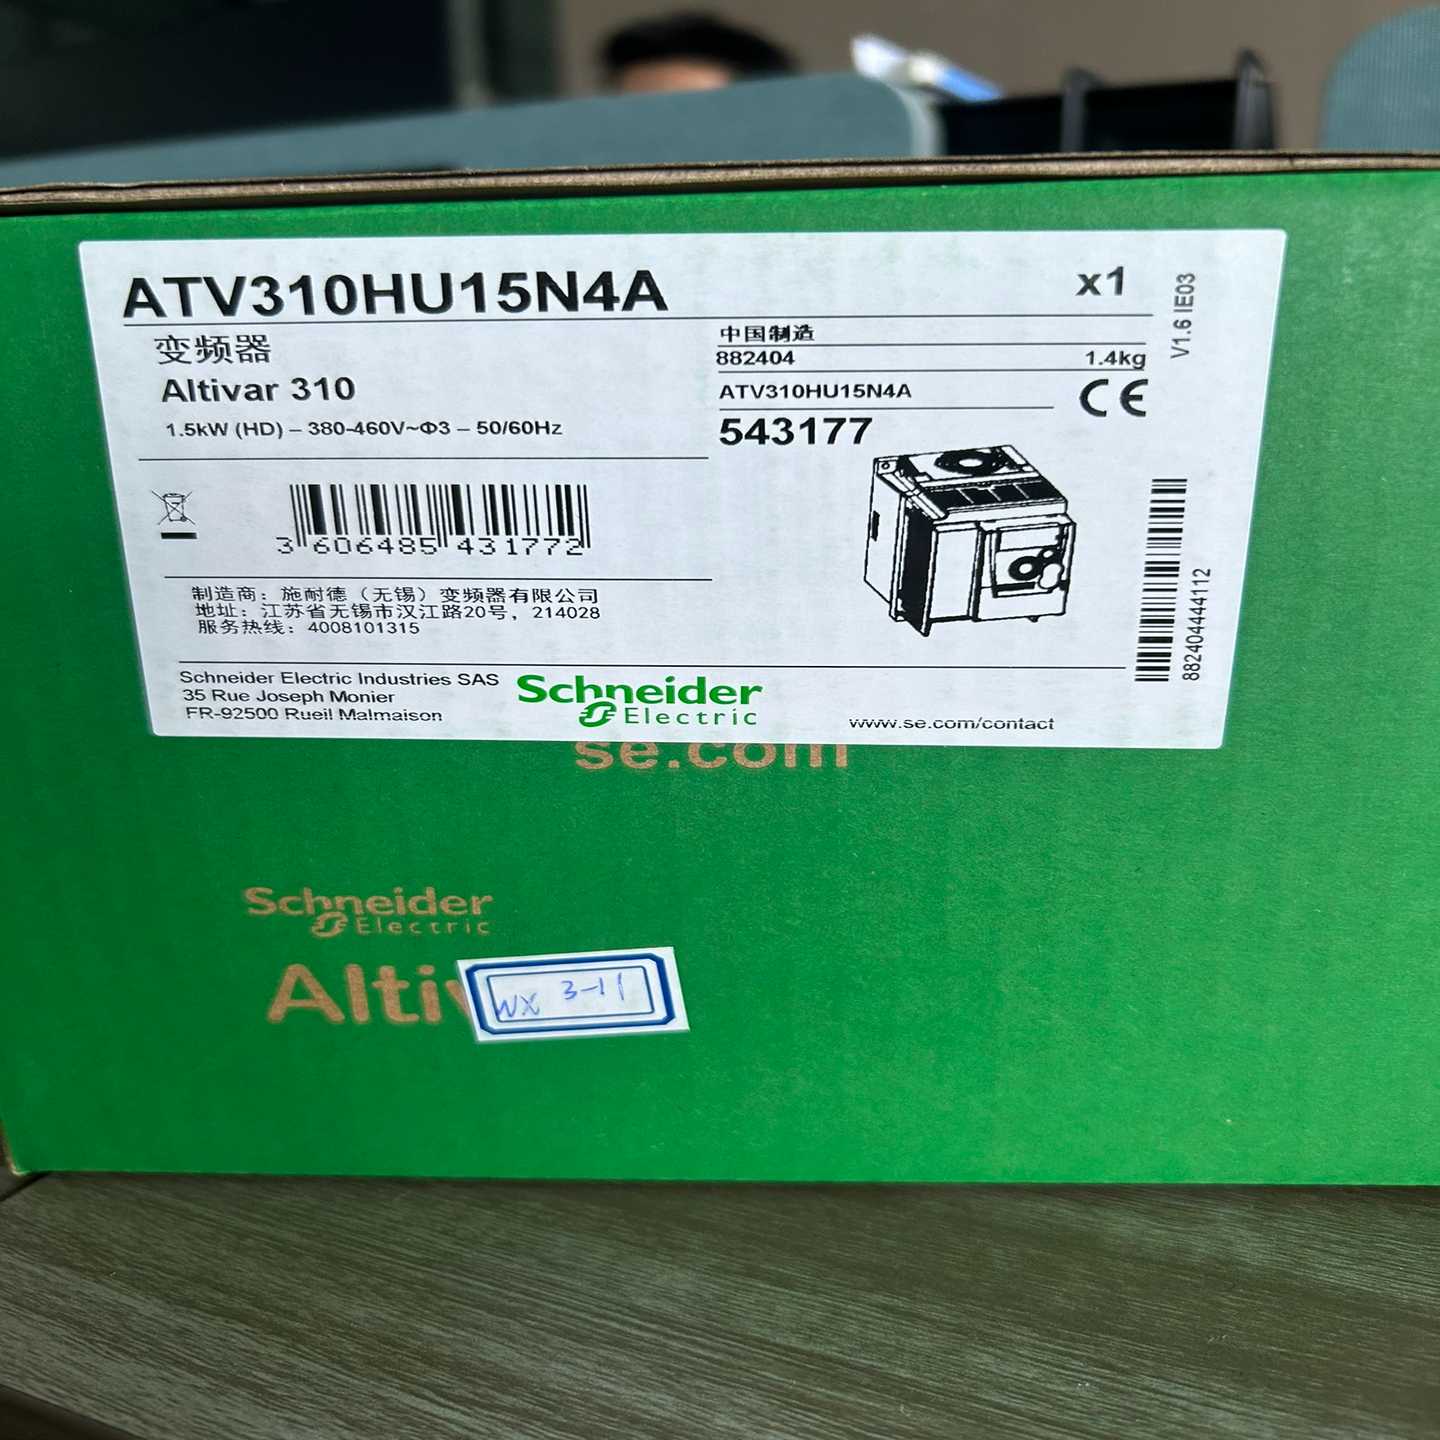 ATV310HU15N4A
x1
V1.6 IE03
变频器
Altivar 310
1.5kW (HD) – 380-460V~Φ3 – 50/60Hz
中国制造
882404 1.4kg
ATV310HU15N4A
CE
543177
3 606485 431772
882404444112
制造商：施耐德（无锡）变频器有限公司
地址：江苏省无锡市汉江路20号，214028
服务热线：4008101315
Schneider Electric Industries SAS
35 Rue Joseph Monier
FR-92500 Rueil Malmaison
Schneider
Electric
www.se.com/contact
se.com
Schneider
Electric
Alti
WX 3-11